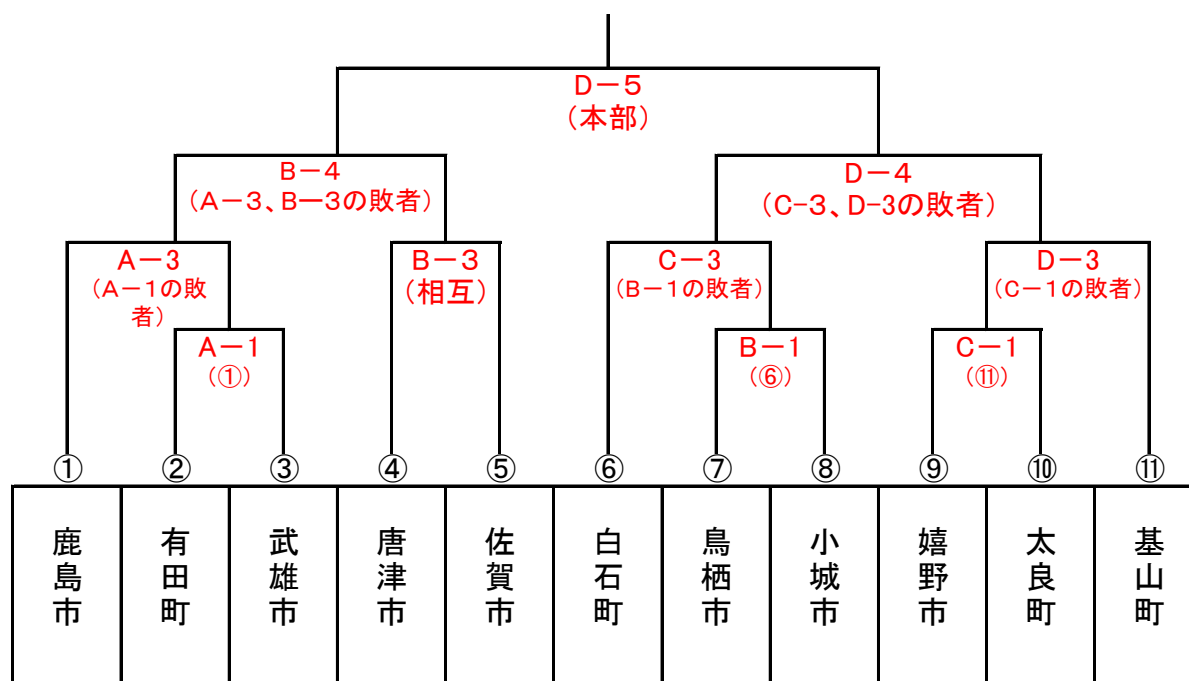 D－5
（本部）
B－4
（A－3、B－3の敗者）
D－4
（C-3、D-3の敗者）
A－3
（A－1の敗
者）
B－3
（相互）
C－3
（B－1の敗者）
D－3
（C－1の敗者）
A－1
（①）
B－1
（⑥）
C－1
（⑪）
①
②
③
④
⑤
⑥
⑦
⑧
⑨
⑩
⑪
鹿島市
有田町
武雄市
唐津市
佐賀市
白石町
鳥栖市
小城市
嬉野市
太良町
基山町